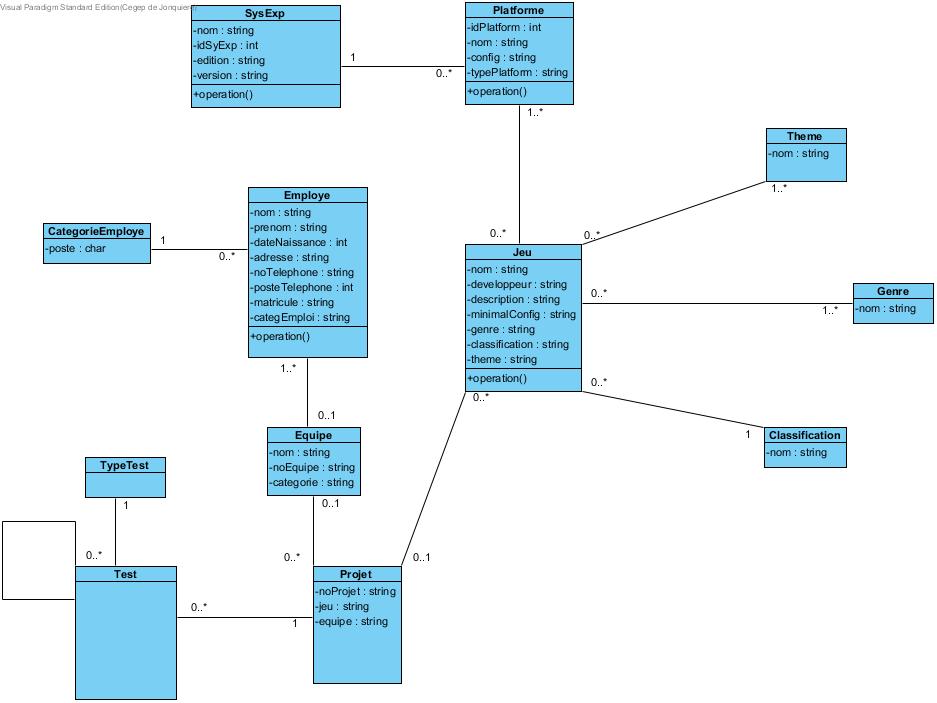 Visual Paradigm Standard Edition(Cegep de Jonquiere)
SysExp
-nom : string
-idSyExp : int
-edition : string
-version : string
+operation()
1
0..*
Platforme
-idPlatform : int
-nom : string
-config : string
-typePlatform : string
+operation()
1..*
0..*
Theme
-nom : string
1..*
0..*
CategorieEmploye
-poste : char
1
0..*
Employe
-nom : string
-prenom : string
-dateNaissance : int
-adresse : string
-noTelephone : string
-posteTelephone : int
-matricule : string
-categEmploi : string
+operation()
1..*
0..1
Jeu
-nom : string
-developpeur : string
-description : string
-minimalConfig : string
-genre : string
-classification : string
-theme : string
+operation()
0..*
1..*
Genre
-nom : string
0..*
1
Classification
-nom : string
0..*
0..1
Equipe
-nom : string
-noEquipe : string
-categorie : string
0..1
0..*
TypeTest
1
0..*
Test
0..*
1
Projet
-noProjet : string
-jeu : string
-equipe : string